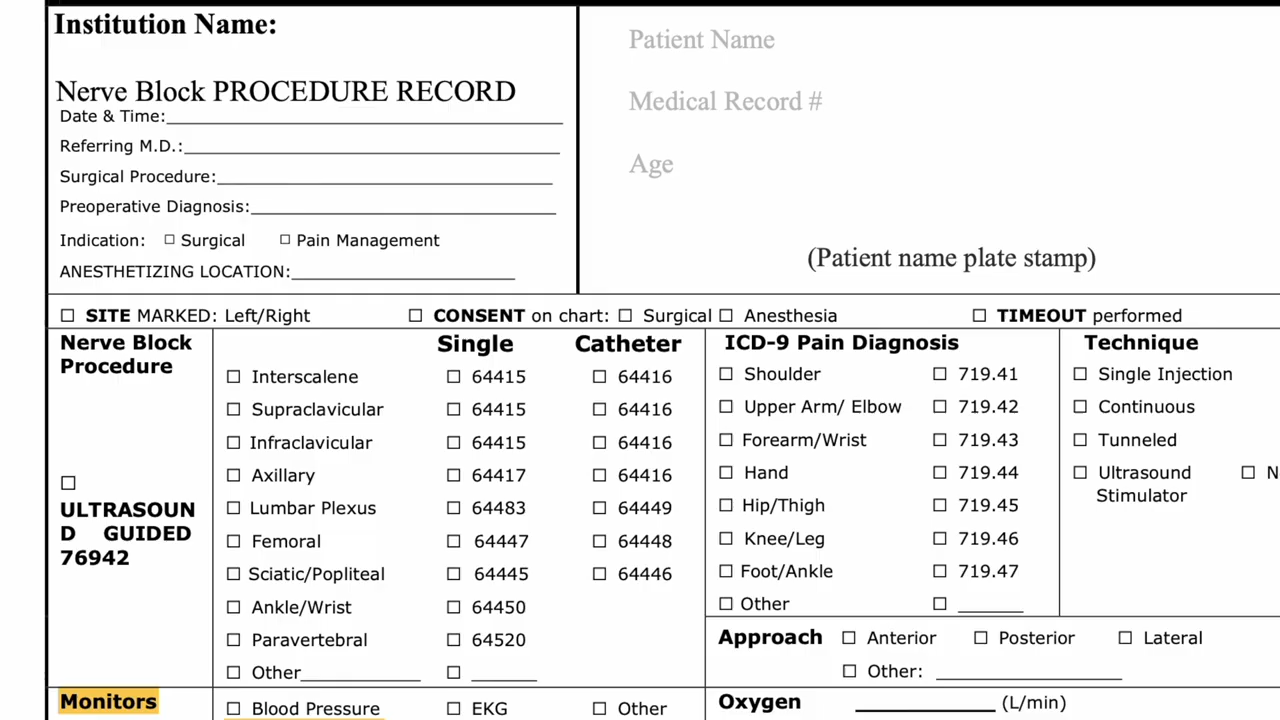 Institution Name:
Nerve Block PROCEDURE RECORD
Date & Time:
Referring M.D.:
Surgical Procedure:
Preoperative Diagnosis:
Indication: ☐ Surgical ☐ Pain Management
ANESTHETIZING LOCATION:
Patient Name
Medical Record #
Age
(Patient name plate stamp)
☐ SITE MARKED: Left/Right ☐ CONSENT on chart: ☐ Surgical ☐ Anesthesia ☐ TIMEOUT performed
Nerve Block
Procedure
☐
ULTRASOUN
D GUIDED
76942
Single Catheter
☐ Interscalene ☐ 64415 ☐ 64416
☐ Supraclavicular ☐ 64415 ☐ 64416
☐ Infraclavicular ☐ 64415 ☐ 64416
☐ Axillary ☐ 64417 ☐ 64416
☐ Lumbar Plexus ☐ 64483 ☐ 64449
☐ Femoral ☐ 64447 ☐ 64448
☐ Sciatic/Popliteal ☐ 64445 ☐ 64446
☐ Ankle/Wrist ☐ 64450
☐ Paravertebral ☐ 64520
☐ Other ☐
ICD-9 Pain Diagnosis
☐ Shoulder ☐ 719.41
☐ Upper Arm/ Elbow ☐ 719.42
☐ Forearm/Wrist ☐ 719.43
☐ Hand ☐ 719.44
☐ Hip/Thigh ☐ 719.45
☐ Knee/Leg ☐ 719.46
☐ Foot/Ankle ☐ 719.47
☐ Other ☐
Technique
☐ Single Injection
☐ Continuous
☐ Tunneled
☐ Ultrasound ☐ N
Stimulator
Approach ☐ Anterior ☐ Posterior ☐ Lateral
☐ Other:
Monitors ☐ Blood Pressure ☐ EKG ☐ Other
Oxygen (L/min)